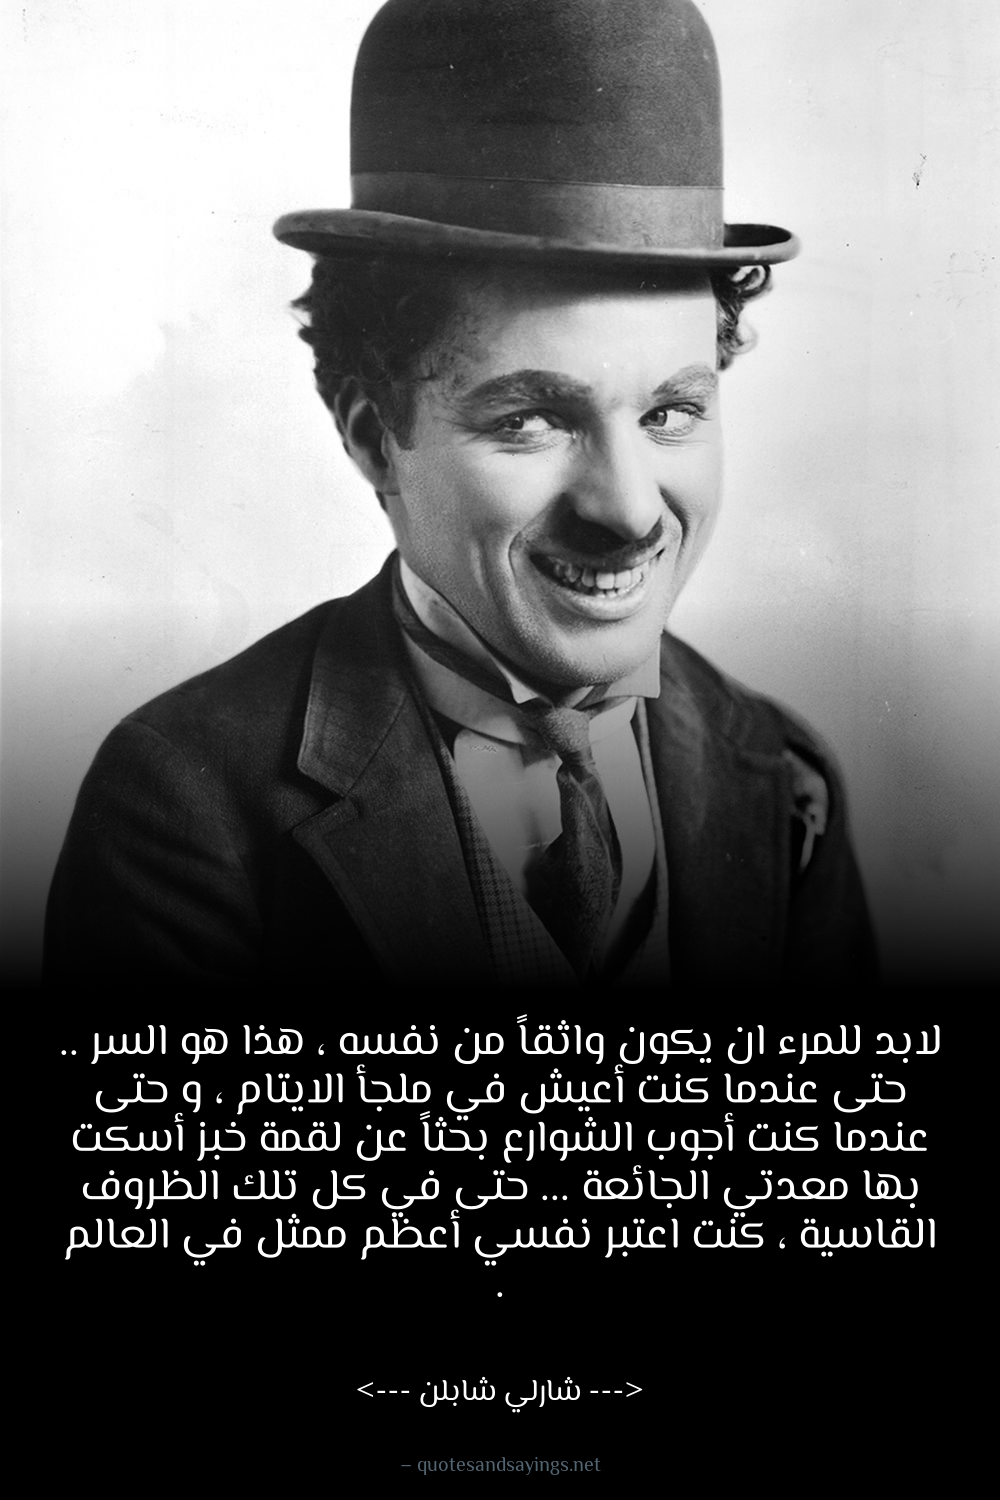 لابد للمرء ان يكون واثقاً من نفسه ، هذا هو السر ..
حتى عندما كنت أعيش في ملجأ الايتام ، و حتى
عندما كنت أجوب الشوارع بحثاً عن لقمة خبز أسكت
بها معدتي الجائعة ... حتى في كل تلك الظروف
القاسية ، كنت اعتبر نفسي أعظم ممثل في العالم
.
<--- شارلي شابلن --->
– quotesandsayings.net